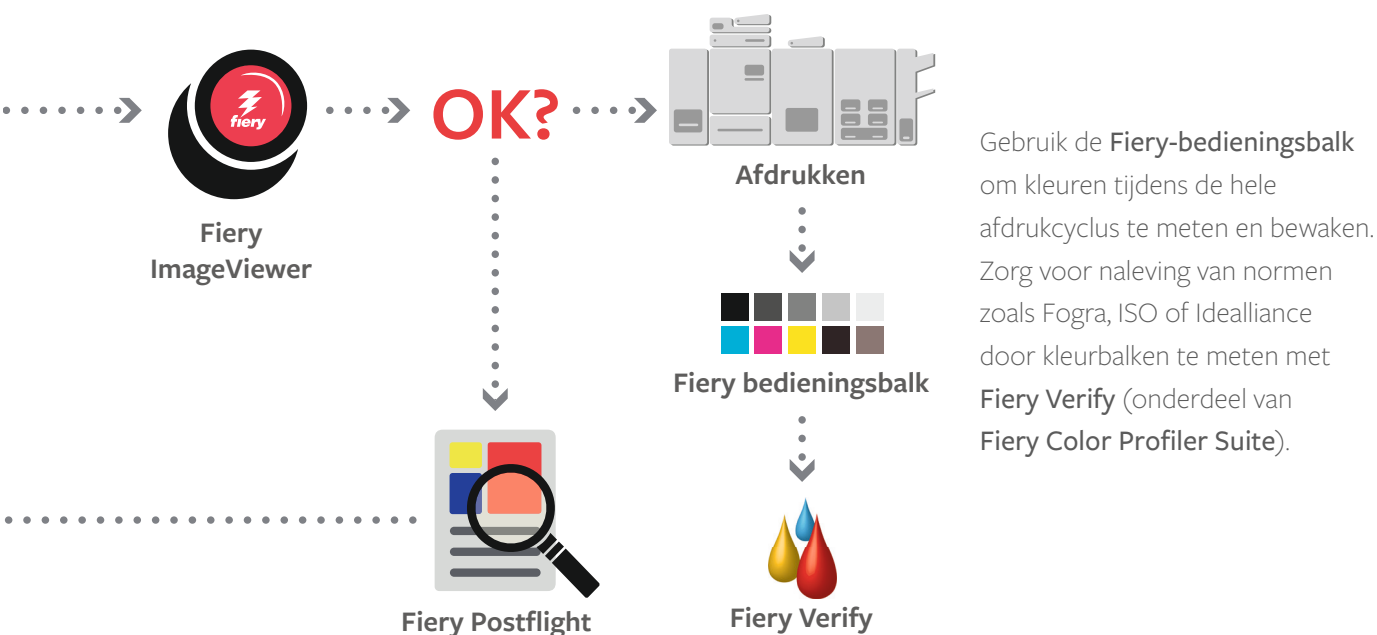 fiery
Fiery
ImageViewer
OK?
Afdrukken
Fiery bedieningsbalk
Fiery Postflight
Fiery Verify
Gebruik de Fiery-bedieningsbalk
om kleuren tijdens de hele
afdrukcyclus te meten en bewaken.
Zorg voor naleving van normen
zoals Fogra, ISO of Idealliance
door kleurbalken te meten met
Fiery Verify (onderdeel van
Fiery Color Profiler Suite).